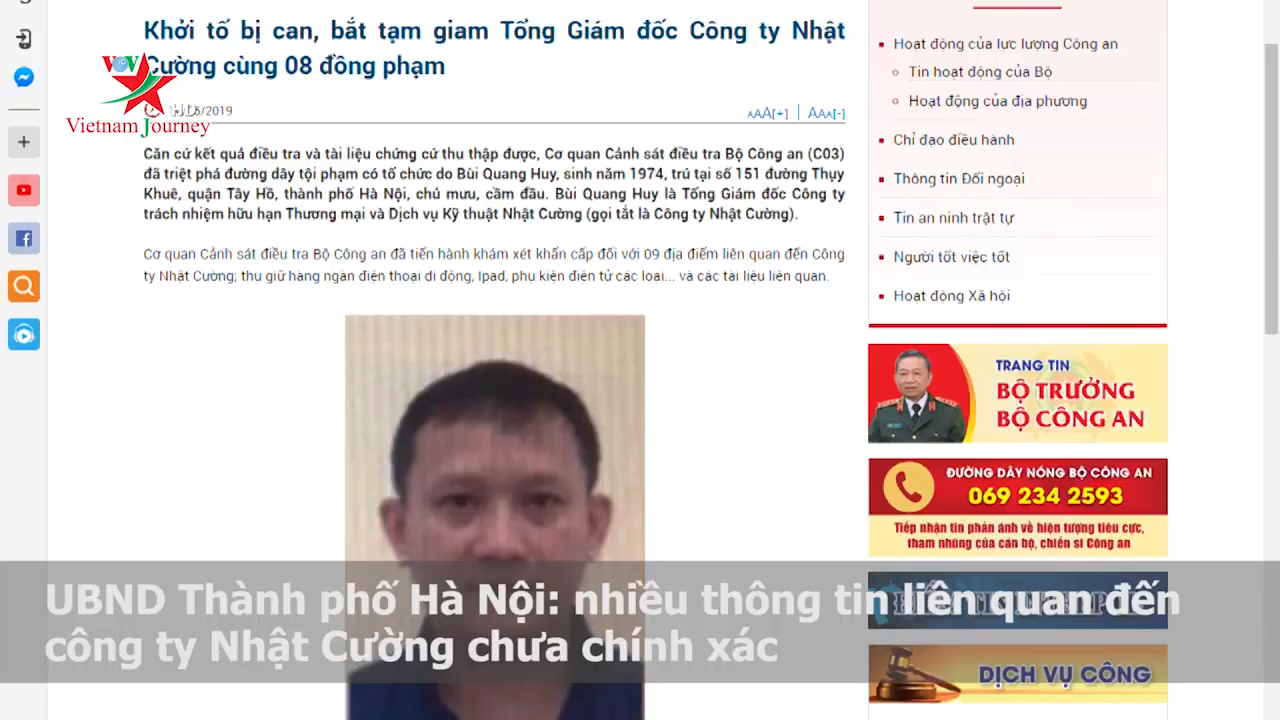 Khởi tố bị can, bắt tạm giam Tổng Giám đốc Công ty Nhật
Cường cùng 08 đồng phạm
VOV
HD
5/2019
Vietnam Journey
AAA[+] | AAA[-]
Căn cứ kết quả điều tra và tài liệu chứng cứ thu thập được, Cơ quan Cảnh sát điều tra Bộ Công an (C03)
đã triệt phá đường dây tội phạm có tổ chức do Bùi Quang Huy, sinh năm 1974, trú tại số 151 đường Thụy
Khuê, quận Tây Hồ, thành phố Hà Nội, chủ mưu, cầm đầu. Bùi Quang Huy là Tổng Giám đốc Công ty
trách nhiệm hữu hạn Thương mại và Dịch vụ Kỹ thuật Nhật Cường (gọi tắt là Công ty Nhật Cường).
Cơ quan Cảnh sát điều tra Bộ Công an đã tiến hành khám xét khẩn cấp đối với 09 địa điểm liên quan đến Công
ty Nhật Cường; thu giữ hàng ngàn điện thoại di động, Ipad, phụ kiện điện tử các loại... và các tài liệu liên quan.
Hoạt động của lực lượng Công an
Tin hoạt động của Bộ
Hoạt động của địa phương
Chỉ đạo điều hành
Thông tin Đối ngoại
Tin an ninh trật tự
Người tốt việc tốt
Hoạt động Xã hội
TRANG TIN
BỘ TRƯỞNG
BỘ CÔNG AN
ĐƯỜNG DÂY NÓNG BỘ CÔNG AN
069 234 2593
Tiếp nhận tin phản ánh về hiện tượng tiêu cực,
tham nhũng của cán bộ, chiến sĩ Công an
UBND Thành phố Hà Nội: nhiều thông tin liên quan đến
công ty Nhật Cường chưa chính xác
DỊCH VỤ CÔNG